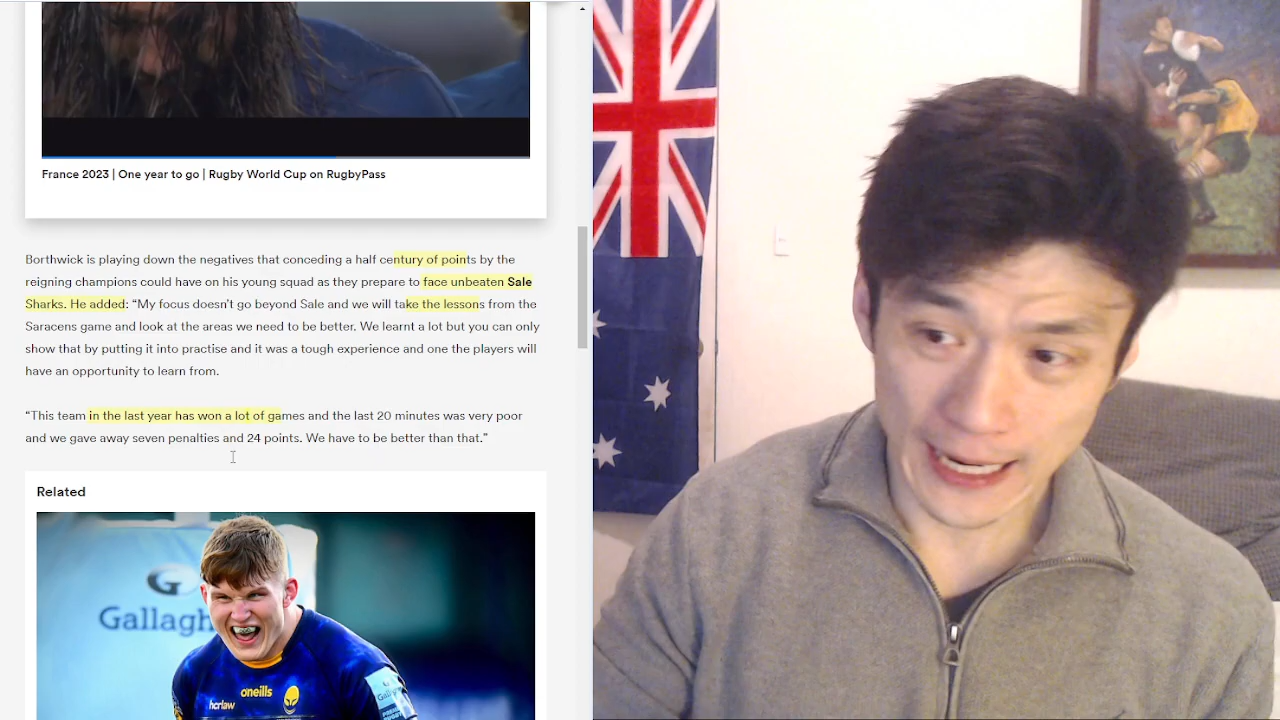 France 2023 | One year to go | Rugby World Cup on RugbyPass
Borthwick is playing down the negatives that conceding a half century of points by the
reigning champions could have on his young squad as they prepare to face unbeaten Sale
Sharks. He added: “My focus doesn’t go beyond Sale and we will take the lessons from the
Saracens game and look at the areas we need to be better. We learnt a lot but you can only
show that by putting it into practise and it was a tough experience and one the players will
have an opportunity to learn from.
“This team in the last year has won a lot of games and the last 20 minutes was very poor
and we gave away seven penalties and 24 points. We have to be better than that.”
Related
Gallagh
oneills
hcrlaw